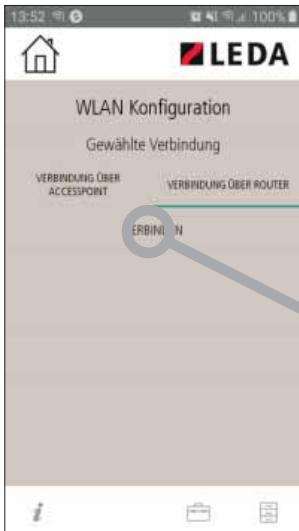 13:52 100%
LEDA
WLAN Konfiguration
Gewählte Verbindung
VERBINDUNG ÜBER
ACCESSPOINT
VERBINDUNG ÜBER ROUTER
i